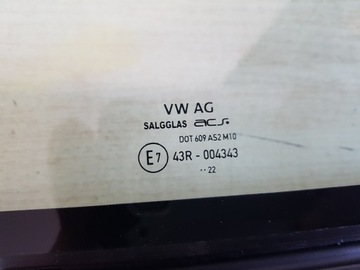 VW AG
SALGGLAS acs.
DOT 609 AS2 M10
E7 43R - 004343
·· 22